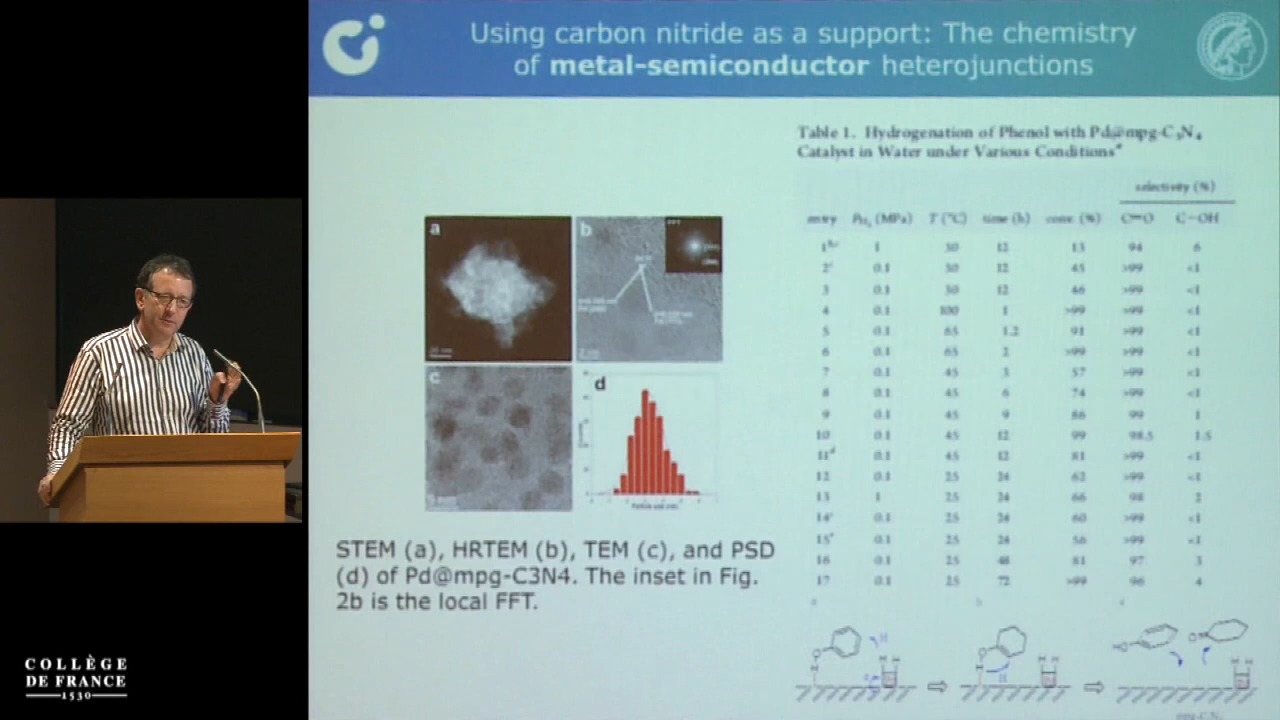 Using carbon nitride as a support: The chemistry
of metal-semiconductor heterojunctions
Table 1. Hydrogenation of Phenol with Pd@mpg-C₃N₄
Catalyst in Water under Various Conditionsᵃ
selectivity (%)
entry P_H₂ (MPa) T (°C) time (h) conv. (%) C=O C−OH
1 30 12 13 94 6
0.1 30 12 45 >99 <1
3 0.1 30 12 46 >99 <1
4 0.1 100 1 >99 >99 <1
5 0.1 65 1.2 91 >99 <1
6 0.1 65 2 >99 >99 <1
7 0.1 45 3 57 >99 <1
8 0.1 45 6 74 >99 <1
9 0.1 45 9 86 99 1
10 0.1 45 12 99 98.5 1.5
0.1 45 12 81 >99 <1
12 0.1 25 24 62 >99 <1
13 1 25 24 66 98 2
0.1 25 24 60 >99 <1
0.1 25 24 56 >99 <1
16 0.1 25 48 81 97 3
17 0.1 25 72 >99 96 4
a
b
c
d
STEM (a), HRTEM (b), TEM (c), and PSD
(d) of Pd@mpg-C3N4. The inset in Fig.
2b is the local FFT.
COLLÈGE
DE FRANCE
1530